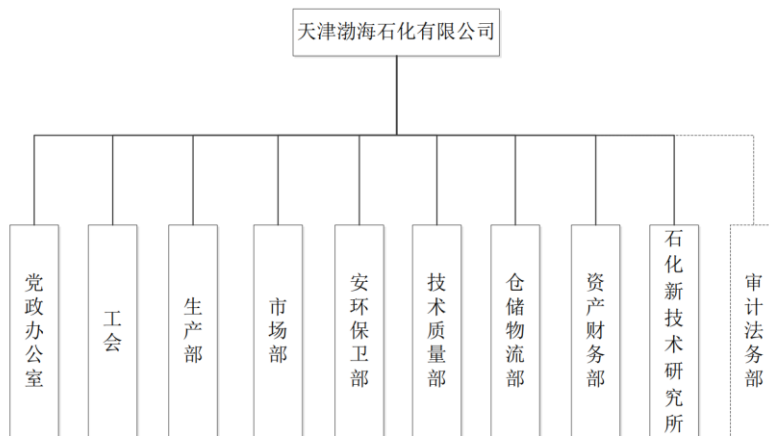 天津渤海石化有限公司
党政办公室
工会
生产部
市场部
安环保卫部
技术质量部
仓储物流部
资产财务部
石化新技术研究所
审计法务部